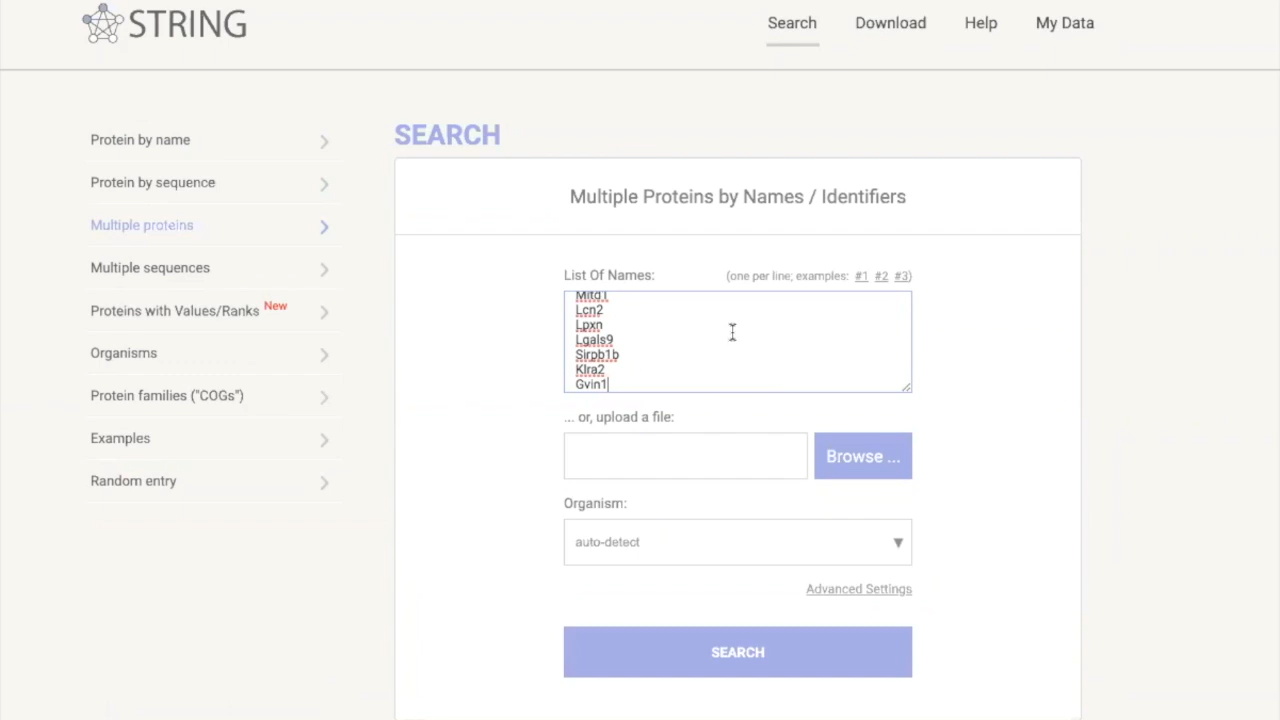 STRING
Search Download Help My Data
Protein by name
Protein by sequence
Multiple proteins
Multiple sequences
Proteins with Values/Ranks New
Organisms
Protein families ("COGs")
Examples
Random entry
SEARCH
Multiple Proteins by Names / Identifiers
List Of Names: (one per line; examples: #1 #2 #3)
Mitd1
Lcn2
Lpxn
Lgals9
Sirpb1b
Klra2
Gvin1
... or, upload a file:
Browse ...
Organism:
auto-detect
Advanced Settings
SEARCH